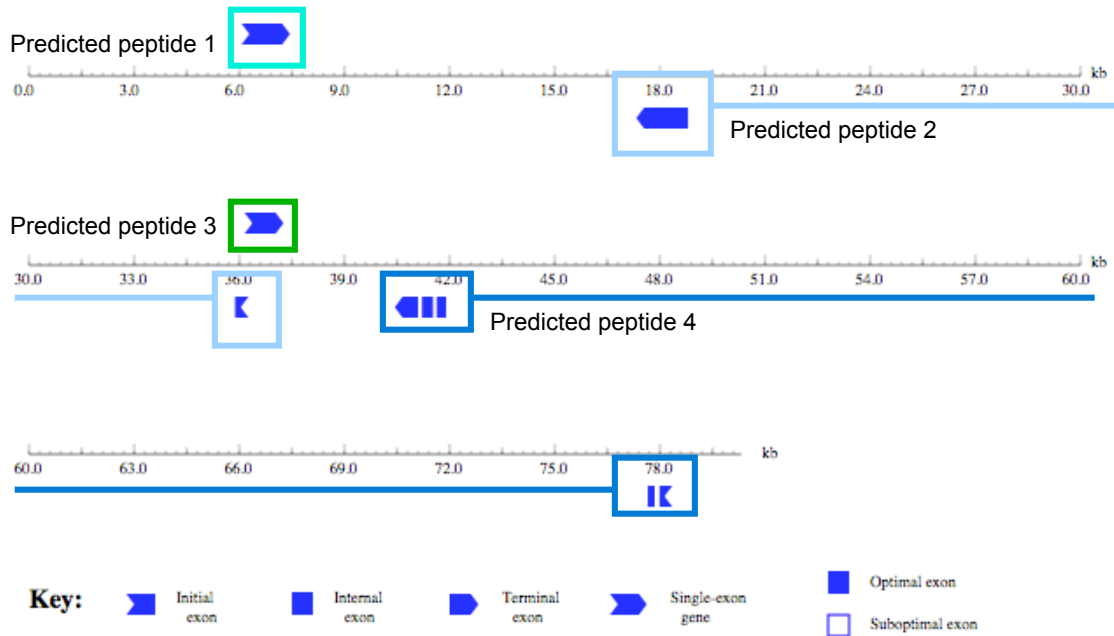 Predicted peptide 1
kb
0.0 3.0 6.0 9.0 12.0 15.0 18.0 21.0 24.0 27.0 30.0
Predicted peptide 2
Predicted peptide 3
kb
30.0 33.0 36.0 39.0 42.0 45.0 48.0 51.0 54.0 57.0 60.0
Predicted peptide 4
kb
60.0 63.0 66.0 69.0 72.0 75.0 78.0
Key: Initial exon Internal exon Terminal exon Single-exon gene Optimal exon
Suboptimal exon